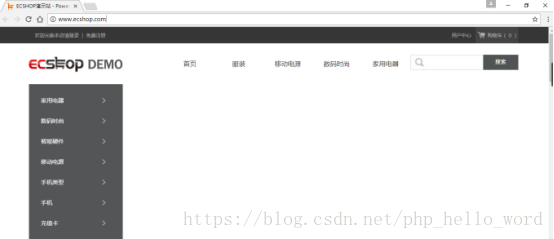 ECSHOP演示站 - Power
www.ecshop.com
欢迎光临本店请登录 | 免费注册 用户中心 购物车 ( 0 )
ECSHOP DEMO 首页 服装 移动电源 数码时尚 家用电器 搜索
家用电器
数码时尚
智能硬件
移动电源
手机类型
手机
充值卡
https://blog.csdn.net/php_hello_word